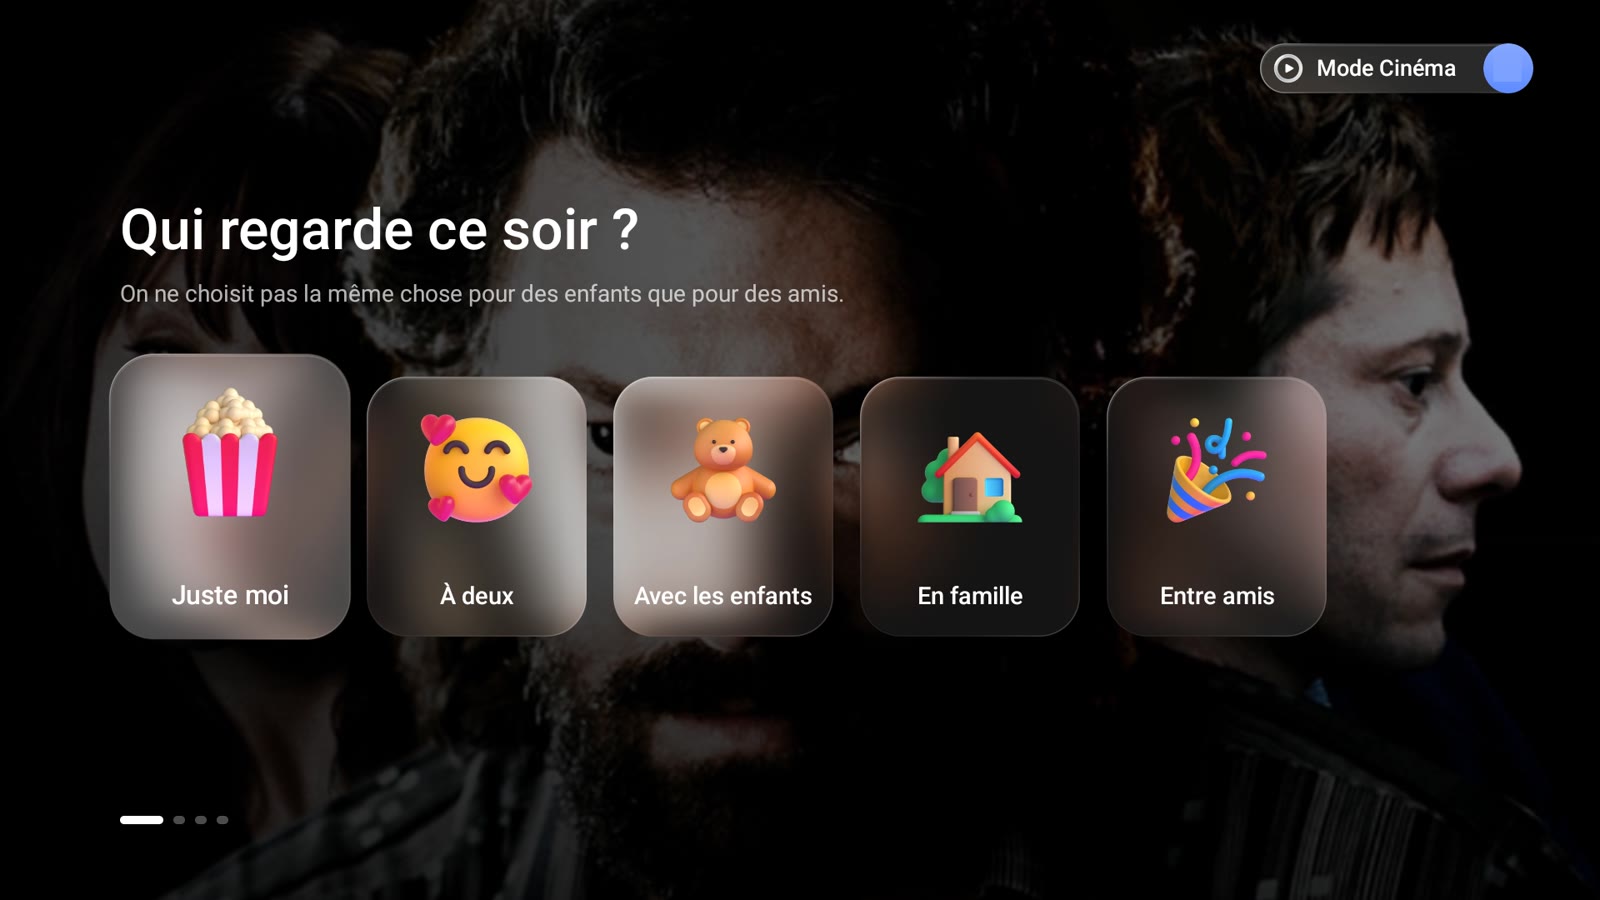 Mode Cinéma
Qui regarde ce soir ?
On ne choisit pas la même chose pour des enfants que pour des amis.
Juste moi
À deux
Avec les enfants
En famille
Entre amis